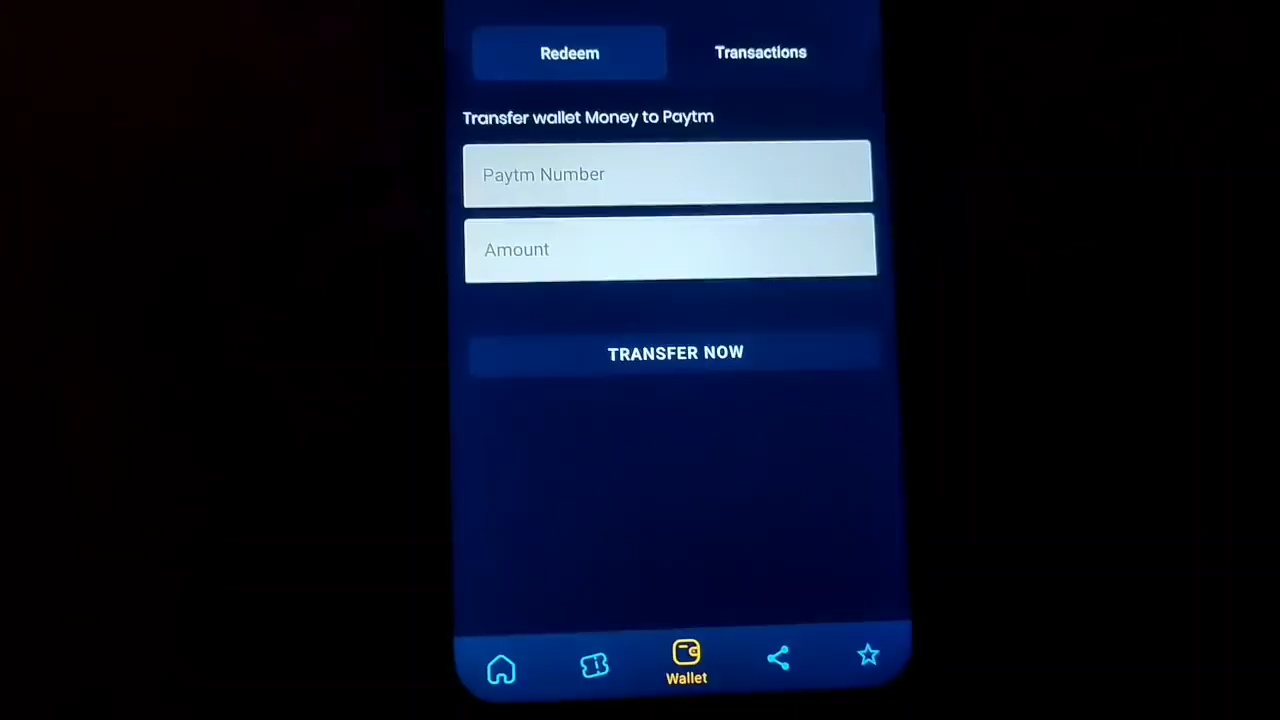 Redeem
Transactions
Transfer wallet Money to Paytm
Paytm Number
Amount
TRANSFER NOW
Wallet